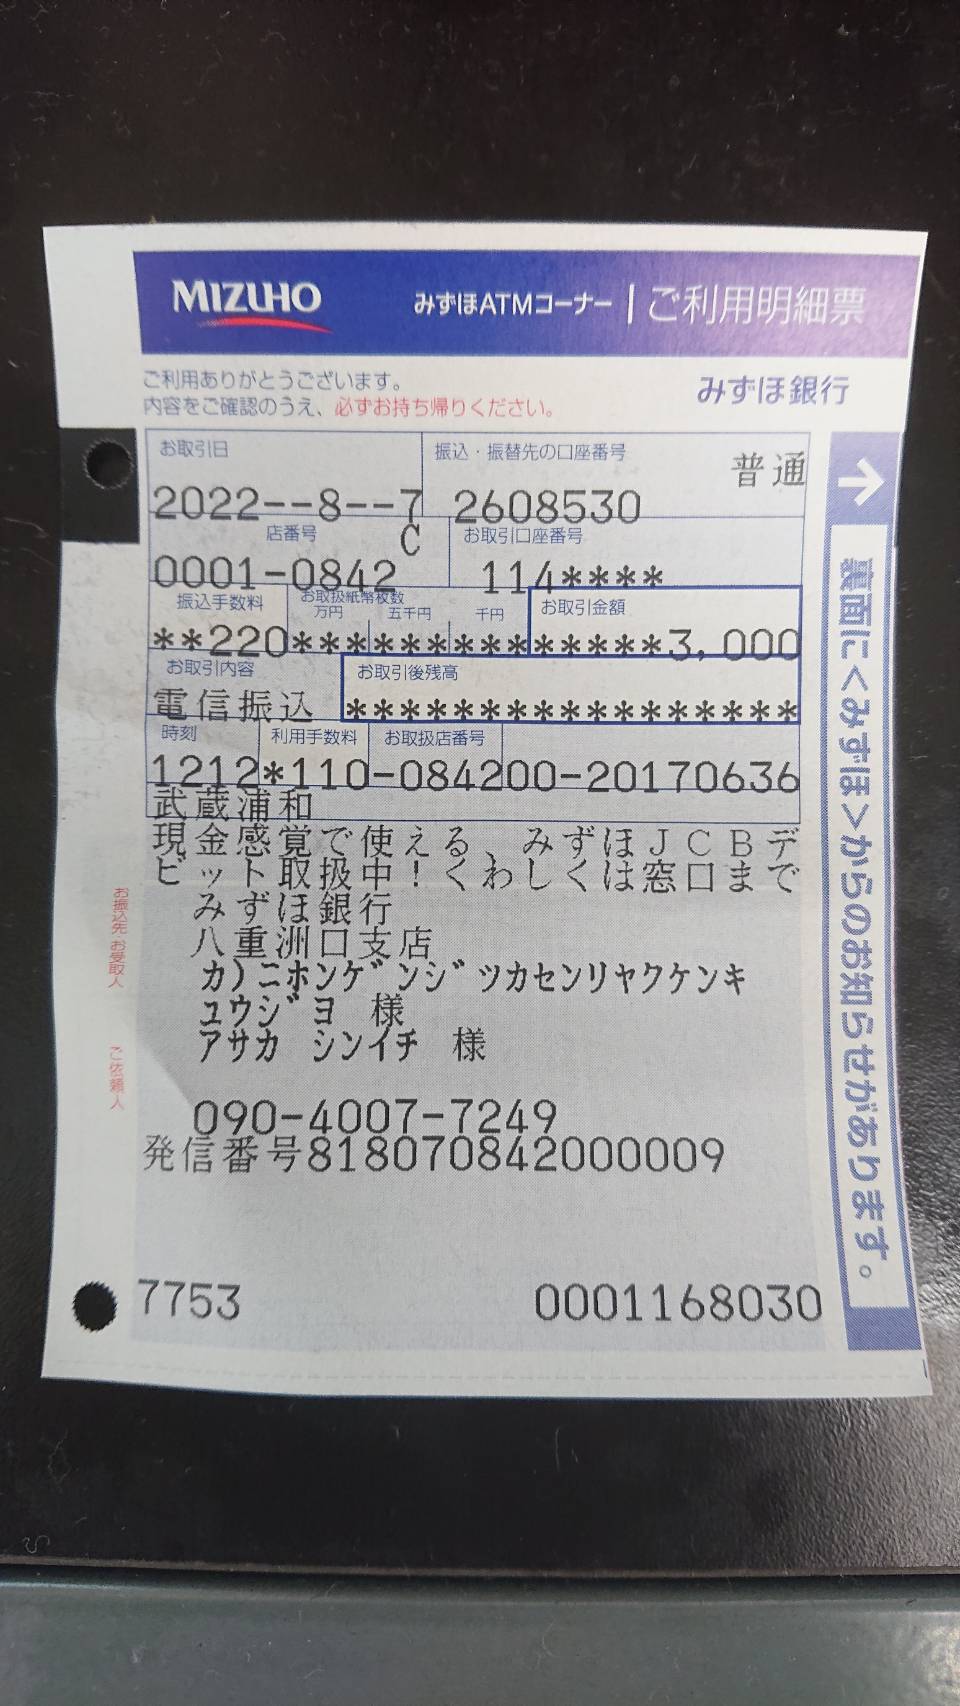 MIZUHO みずほATMコーナー | ご利用明細票
ご利用ありがとうございます。
内容をご確認のうえ、必ずお持ち帰りください。
みずほ銀行
お取引日 振込・振替先の口座番号
普通
2022--8--7 2608530
店番号 C お取引口座番号
0001-0842 114****
振込手数料 お取扱紙幣枚数 万円 五千円 千円 お取引金額
**220***************3,000
お取引内容 お取引後残高
電信振込 *****************
時刻 利用手数料 お取扱店番号
1212*110-084200-20170636
武蔵浦和
現金感覚で使える、みずほJCBデ
ビット取扱中!くわしくは窓口まで
お振込先・お受取人
みずほ銀行
八重洲口支店
カ)ニホンゲンジツカセンリヤクケンキ
ユウジヨ 様
ご依頼人
アサカ シンイチ 様
090-4007-7249
発信番号818070842000009
7753 0001168030
→裏面に<みずほ>からのお知らせがあります。